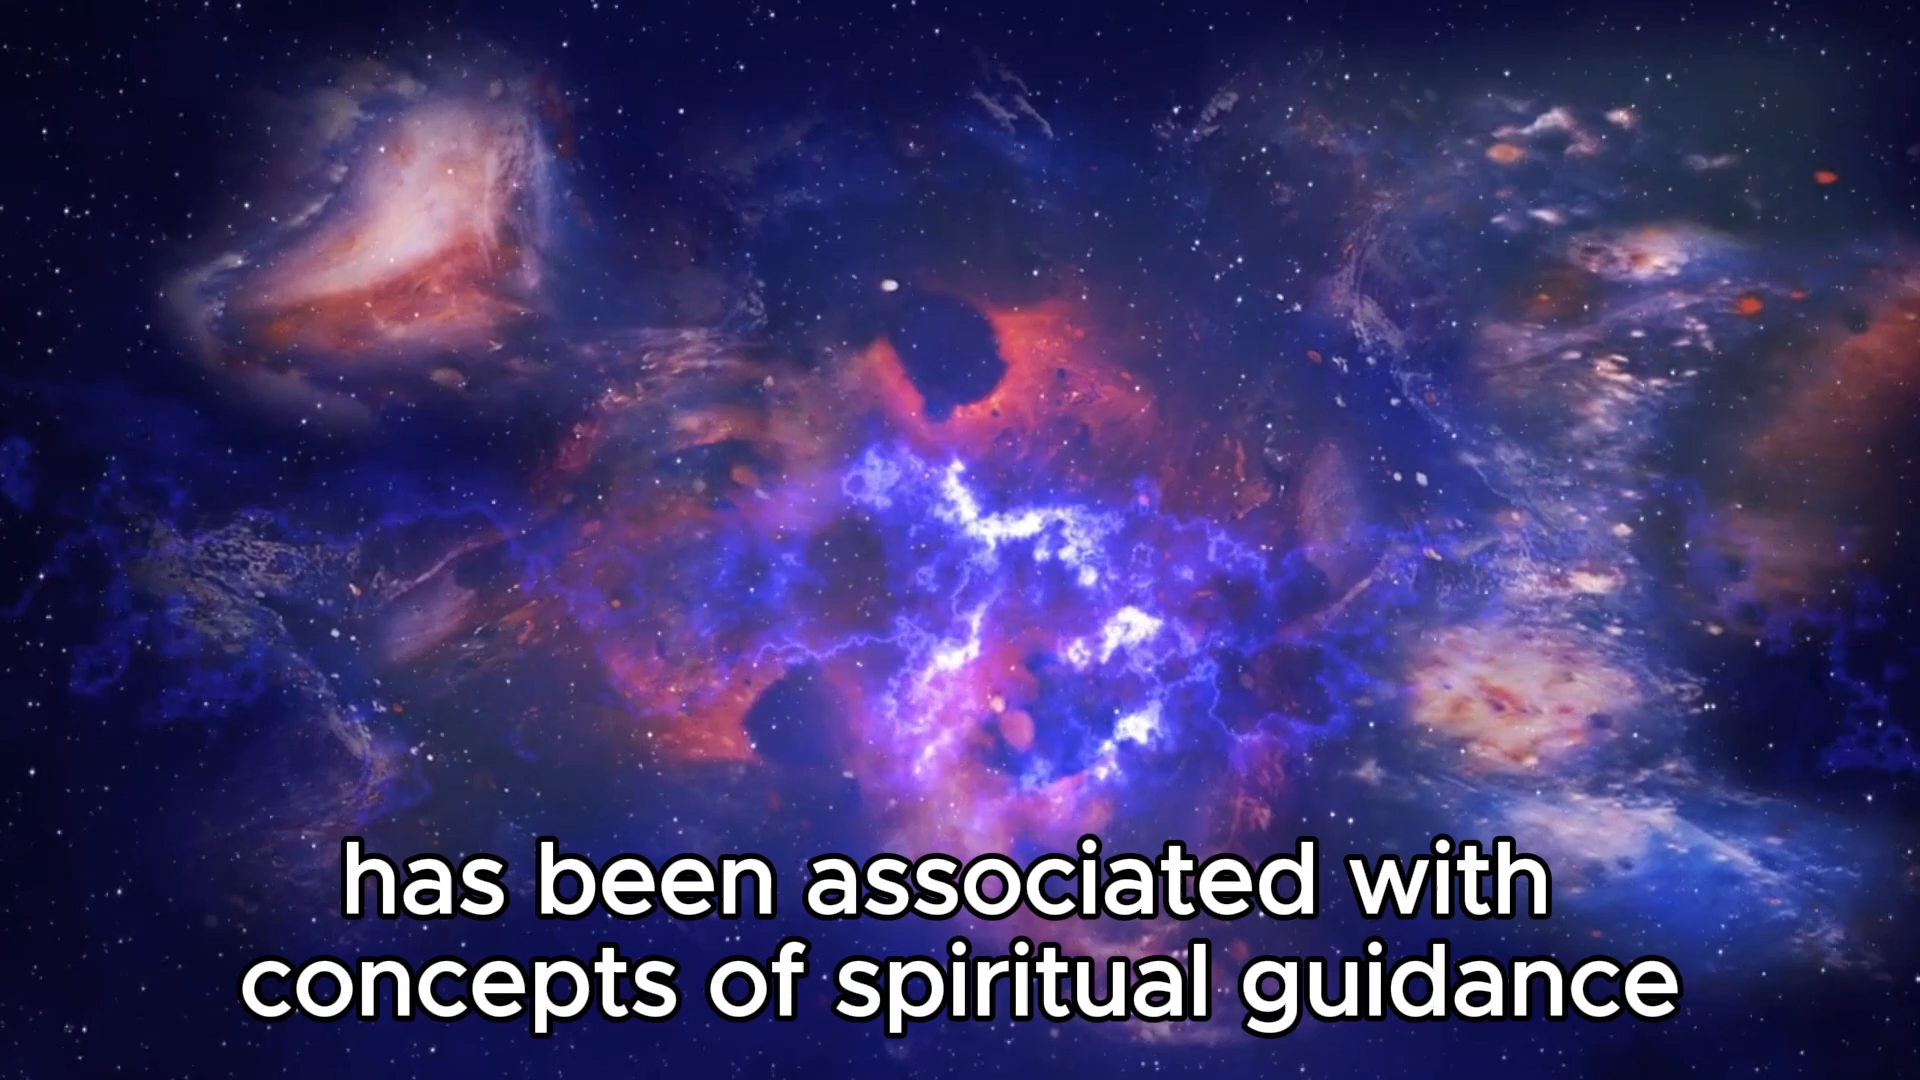 has been associated with
concepts of spiritual guidance